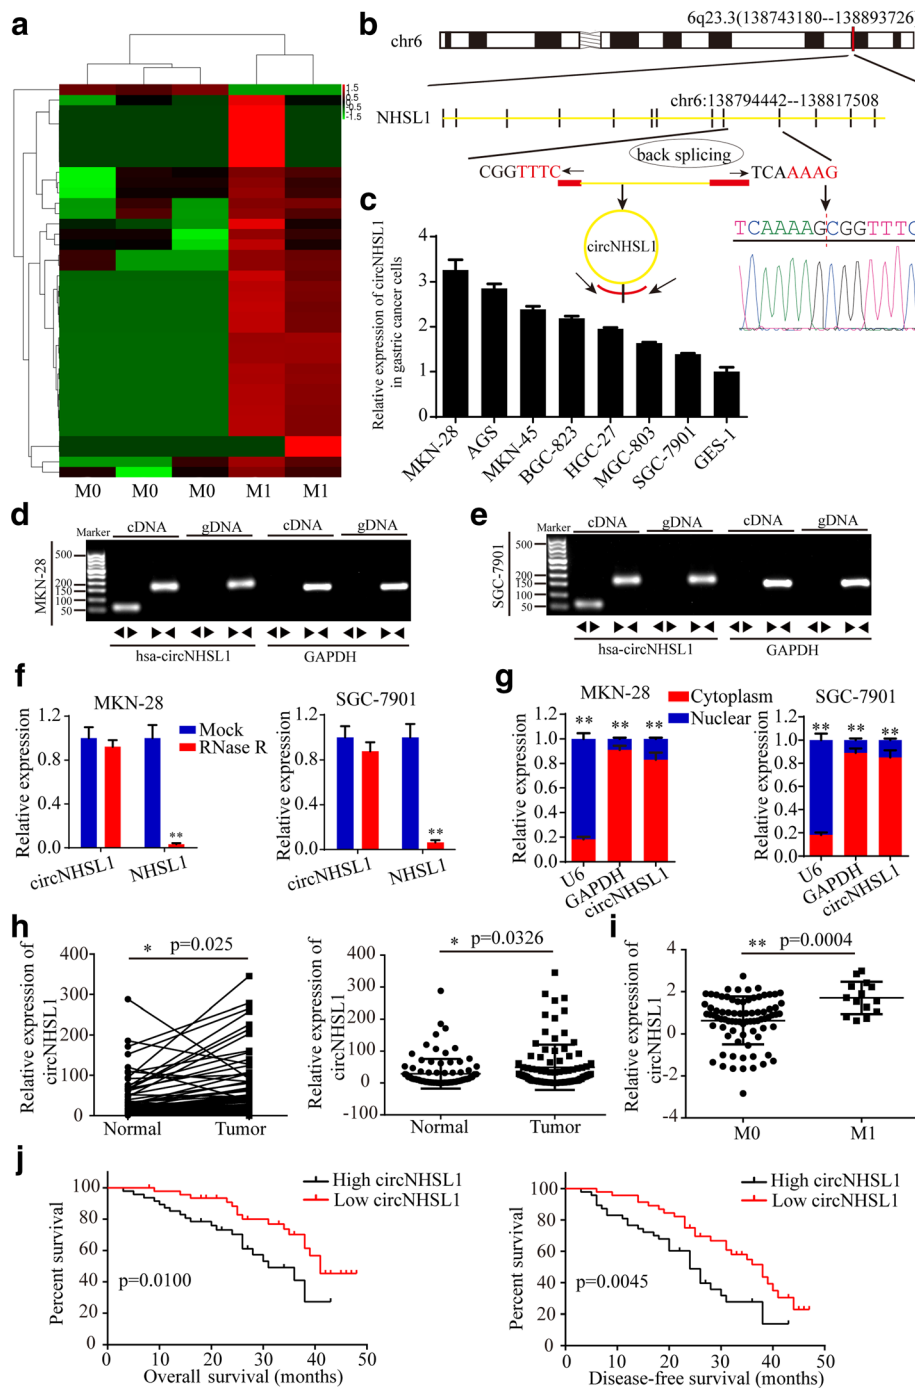 a
1.5
0.5
-0.5
-1.5
M0 M0 M0 M1 M1
b
6q23.3(138743180--138893726
chr6
chr6:138794442--138817508
NHSL1
back splicing
CGGTTTC
TCAAAAG
circNHSL1
TCAAAAGCGGTTTC
c
Relative expression of circNHSL1
in gastric cancer cells
4
3
2
1
0
MKN-28 AGS MKN-45 BGC-823 HGC-27 MGC-803 SGC-7901 GES-1
d
MKN-28
Marker cDNA gDNA cDNA gDNA
500
200
150
100
50
hsa-circNHSL1 GAPDH
e
SGC-7901
Marker cDNA gDNA cDNA gDNA
500
200
150
100
50
hsa-circNHSL1 GAPDH
f
MKN-28
Relative expression
1.2
0.8
0.4
0.0
Mock
RNase R
**
circNHSL1 NHSL1
SGC-7901
Relative expression
1.2
0.8
0.4
0.0
**
circNHSL1 NHSL1
g
MKN-28
Cytoplasm
Nuclear
Relative expression
1.2
1.0
0.8
0.6
0.4
0.2
0.0
** ** **
U6 GAPDH circNHSL1
SGC-7901
Relative expression
1.2
1.0
0.8
0.6
0.4
0.2
0.0
** ** **
U6 GAPDH circNHSL1
h
Relative expression of
circNHSL1
400
300
200
100
0
* p=0.025
Normal Tumor
Relative expression of
circNHSL1
400
300
200
100
0
-100
* p=0.0326
Normal Tumor
i
Relative expression of
circNHSL1
4
2
0
-2
-4
** p=0.0004
M0 M1
j
Percent survival
100
80
60
40
20
0
High circNHSL1
Low circNHSL1
p=0.0100
0 10 20 30 40 50
Overall survival (months)
Percent survival
100
80
60
40
20
0
High circNHSL1
Low circNHSL1
p=0.0045
0 10 20 30 40 50
Disease-free survival (months)